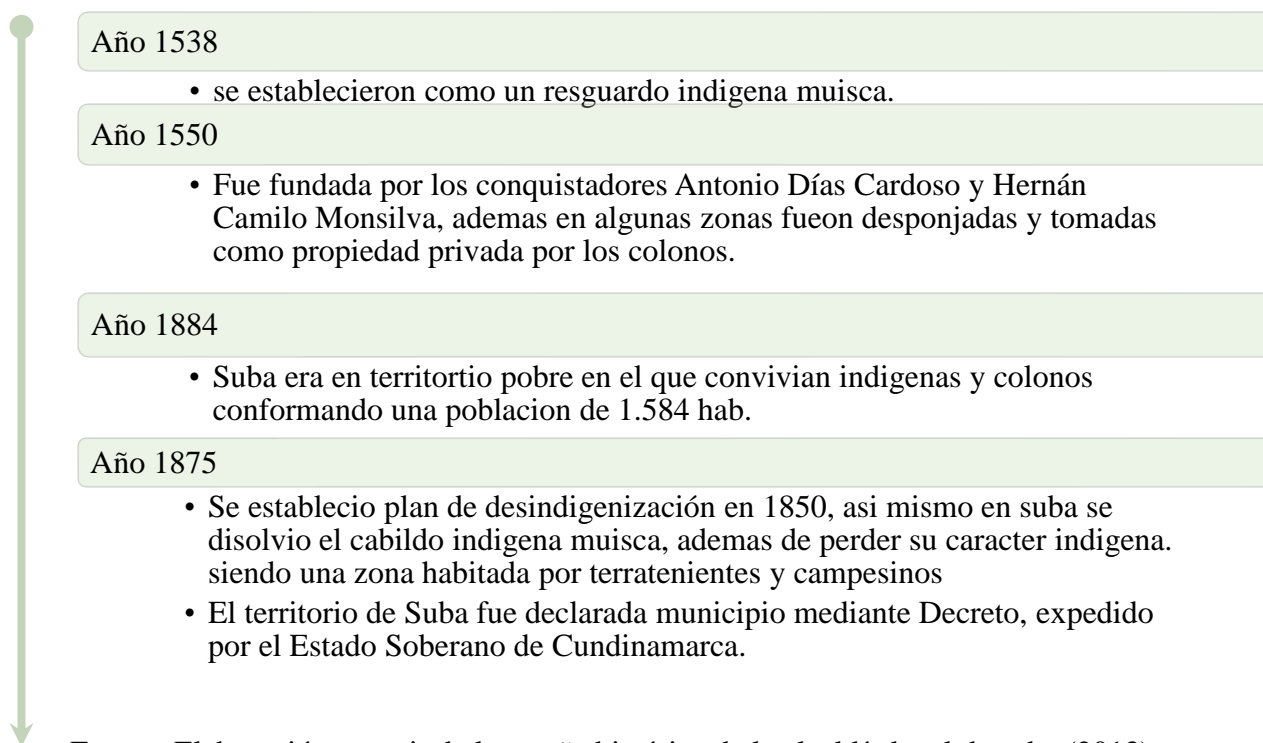 Año 1538
• se establecieron como un resguardo indigena muisca.
Año 1550
• Fue fundada por los conquistadores Antonio Días Cardoso y Hernán
Camilo Monsilva, ademas en algunas zonas fueon desponjadas y tomadas
como propiedad privada por los colonos.
Año 1884
• Suba era en territortio pobre en el que convivian indigenas y colonos
conformando una poblacion de 1.584 hab.
Año 1875
• Se establecio plan de desindigenización en 1850, asi mismo en suba se
disolvio el cabildo indigena muisca, ademas de perder su caracter indigena.
siendo una zona habitada por terratenientes y campesinos
• El territorio de Suba fue declarada municipio mediante Decreto, expedido
por el Estado Soberano de Cundinamarca.